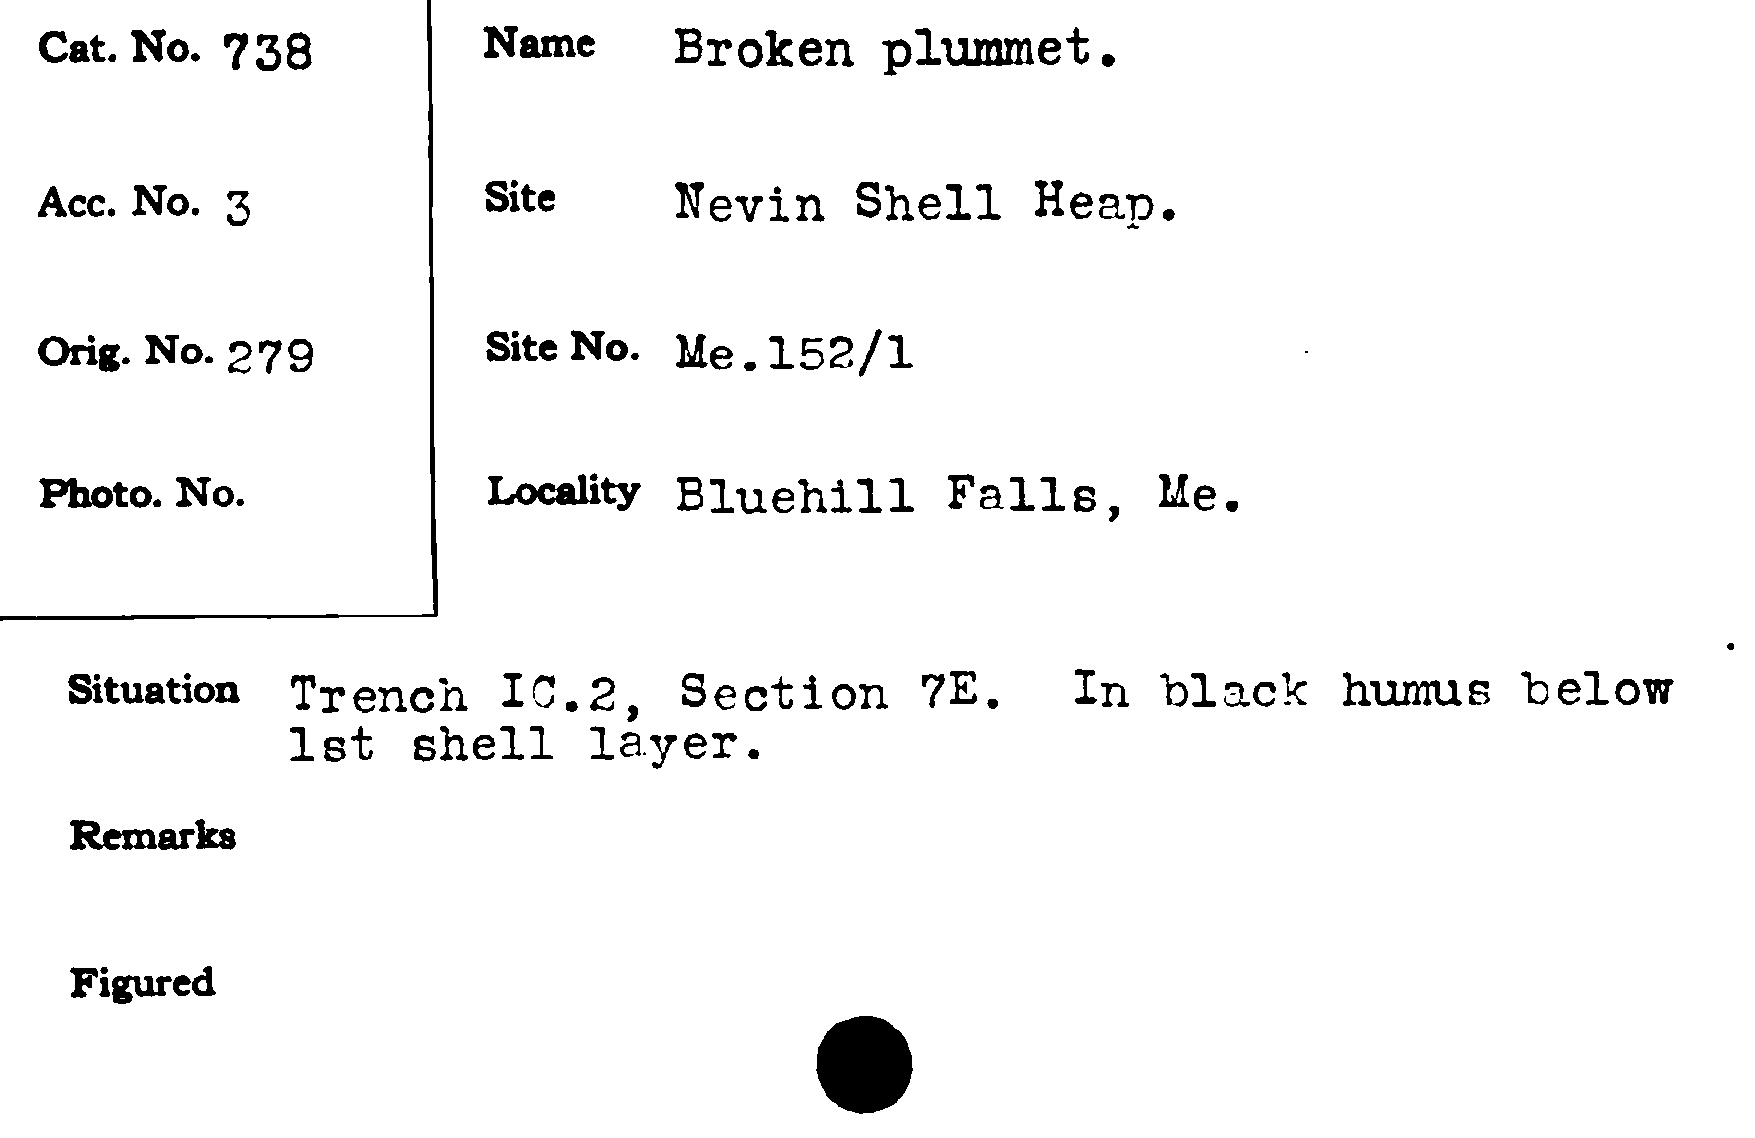 Cat. No. 738
Name Broken plummet.
Acc. No. 3
Site Nevin Shell Heap.
Orig. No. 279
Site No. Me.152/1
Photo. No.
Locality Bluehill Falls, Me.
Situation Trench IC.2, Section 7E. In black humus below
1st shell layer.
Remarks
Figured